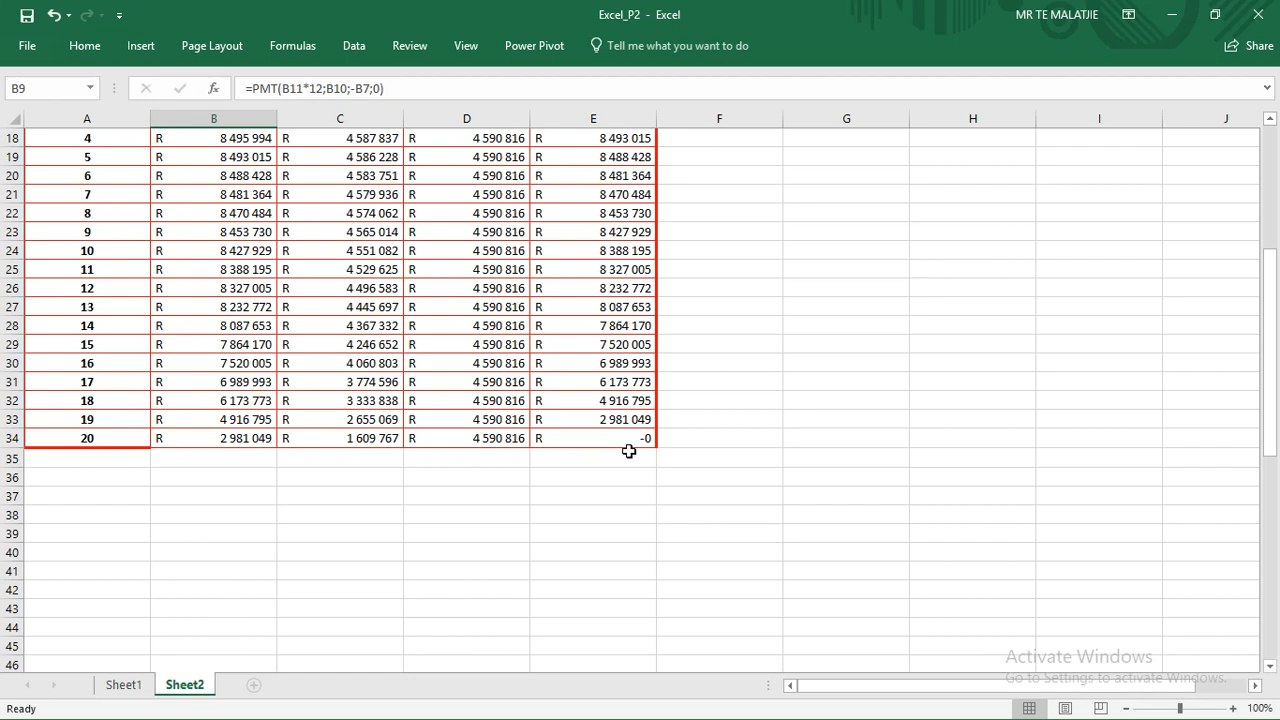 Excel_P2 - Excel
MR TE MALATJIE
File Home Insert Page Layout Formulas Data Review View Power Pivot Tell me what you want to do Share
B9 fx =PMT(B11*12;B10;-B7;0)
A B C D E F G H I J
18 4 R 8 495 994 R 4 587 837 R 4 590 816 R 8 493 015
19 5 R 8 493 015 R 4 586 228 R 4 590 816 R 8 488 428
20 6 R 8 488 428 R 4 583 751 R 4 590 816 R 8 481 364
21 7 R 8 481 364 R 4 579 936 R 4 590 816 R 8 470 484
22 8 R 8 470 484 R 4 574 062 R 4 590 816 R 8 453 730
23 9 R 8 453 730 R 4 565 014 R 4 590 816 R 8 427 929
24 10 R 8 427 929 R 4 551 082 R 4 590 816 R 8 388 195
25 11 R 8 388 195 R 4 529 625 R 4 590 816 R 8 327 005
26 12 R 8 327 005 R 4 496 583 R 4 590 816 R 8 232 772
27 13 R 8 232 772 R 4 445 697 R 4 590 816 R 8 087 653
28 14 R 8 087 653 R 4 367 332 R 4 590 816 R 7 864 170
29 15 R 7 864 170 R 4 246 652 R 4 590 816 R 7 520 005
30 16 R 7 520 005 R 4 060 803 R 4 590 816 R 6 989 993
31 17 R 6 989 993 R 3 774 596 R 4 590 816 R 6 173 773
32 18 R 6 173 773 R 3 333 838 R 4 590 816 R 4 916 795
33 19 R 4 916 795 R 2 655 069 R 4 590 816 R 2 981 049
34 20 R 2 981 049 R 1 609 767 R 4 590 816 R -0
35
36
37
38
39
40
41
42
43
44
45
46
Activate Windows
Go to Settings to activate Windows.
Sheet1 Sheet2
Ready 100%